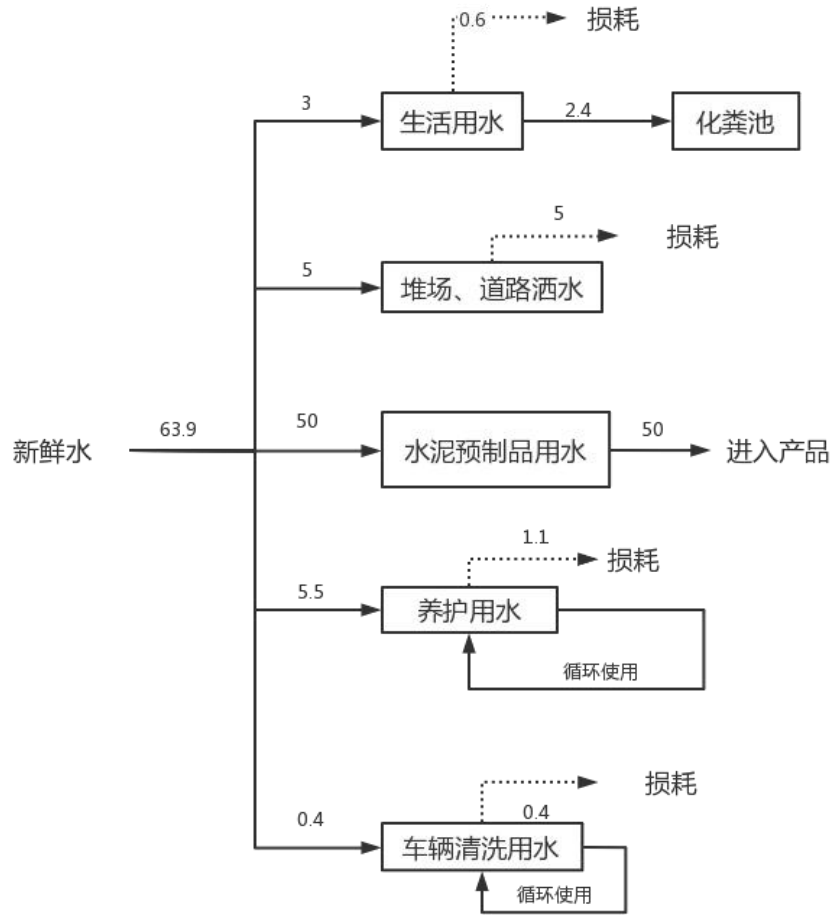 0.6
损耗
3
生活用水
2.4
化粪池
5
损耗
5
堆场、道路洒水
新鲜水
63.9
50
水泥预制品用水
50
进入产品
1.1
损耗
5.5
养护用水
循环使用
损耗
0.4
0.4
车辆清洗用水
循环使用